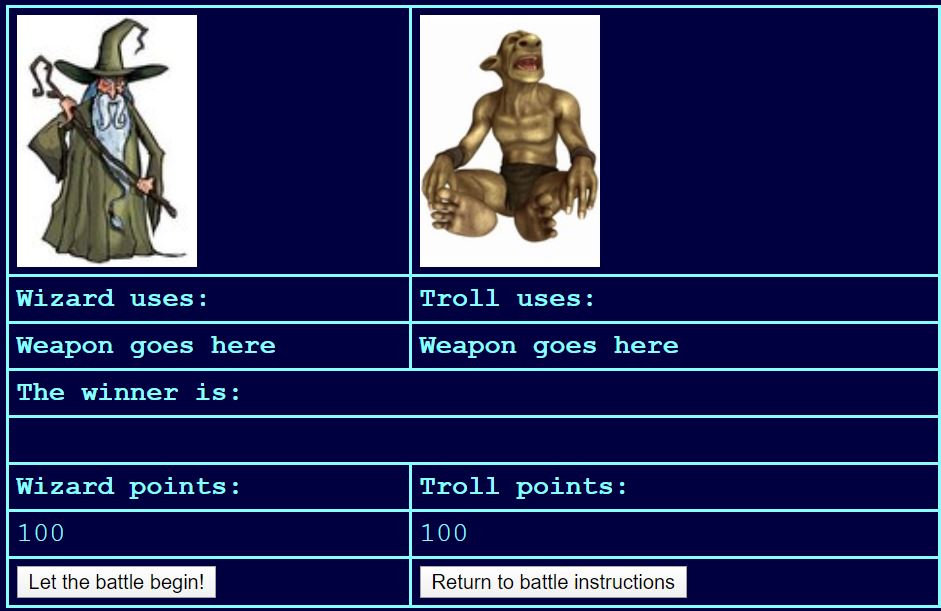 Wizard uses:
Troll uses:
Weapon goes here
Weapon goes here
The winner is:
Wizard points:
Troll points:
100
100
Let the battle begin!
Return to battle instructions